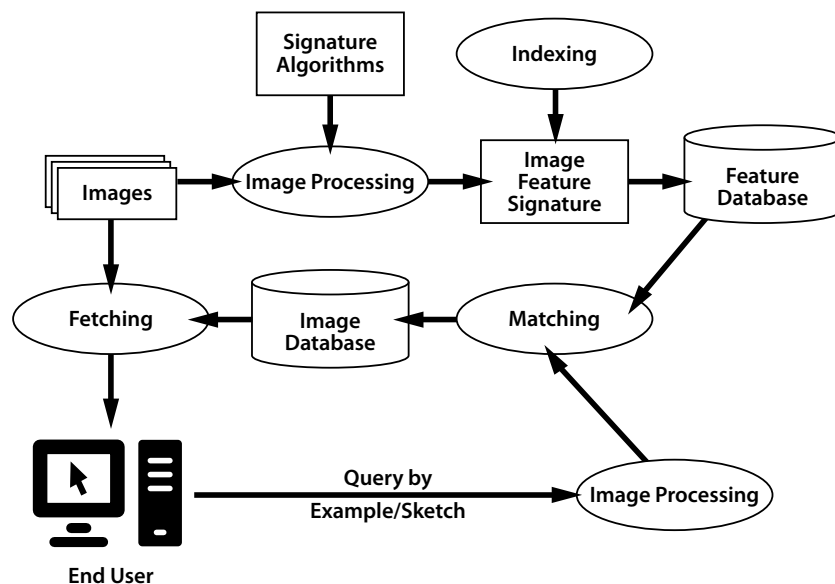 Signature
Algorithms
Indexing
Images
Image Processing
Image
Feature
Signature
Feature
Database
Fetching
Image
Database
Matching
Query by
Example/Sketch
Image Processing
End User